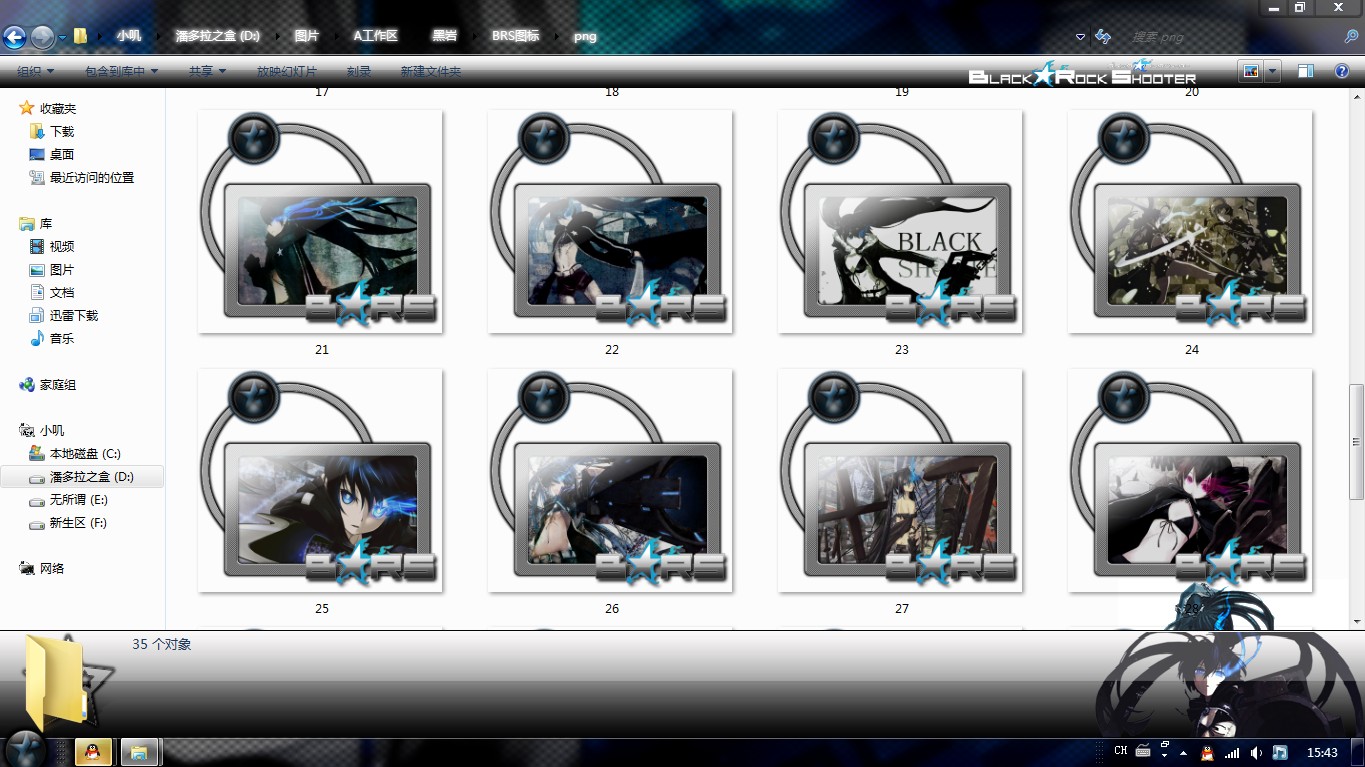 小叽 潘多拉之盒 (D:) 图片 A工作区 黑岩 BRS图标 png
搜索 png
组织 包含到库中 共享 放映幻灯片 刻录 新建文件夹
BLACK★ROCK SHOOTER
17 18 19 20
收藏夹
下载
桌面
最近访问的位置
库
视频
图片
文档
迅雷下载
音乐
家庭组
小叽
本地磁盘 (C:)
潘多拉之盒 (D:)
无所谓 (E:)
新生区 (F:)
网络
B★RS B★RS BLACK B★RS B★RS
21 22 23 24
B★RS B★RS B★RS B★RS
25 26 27 28
35 个对象
CH 15:43